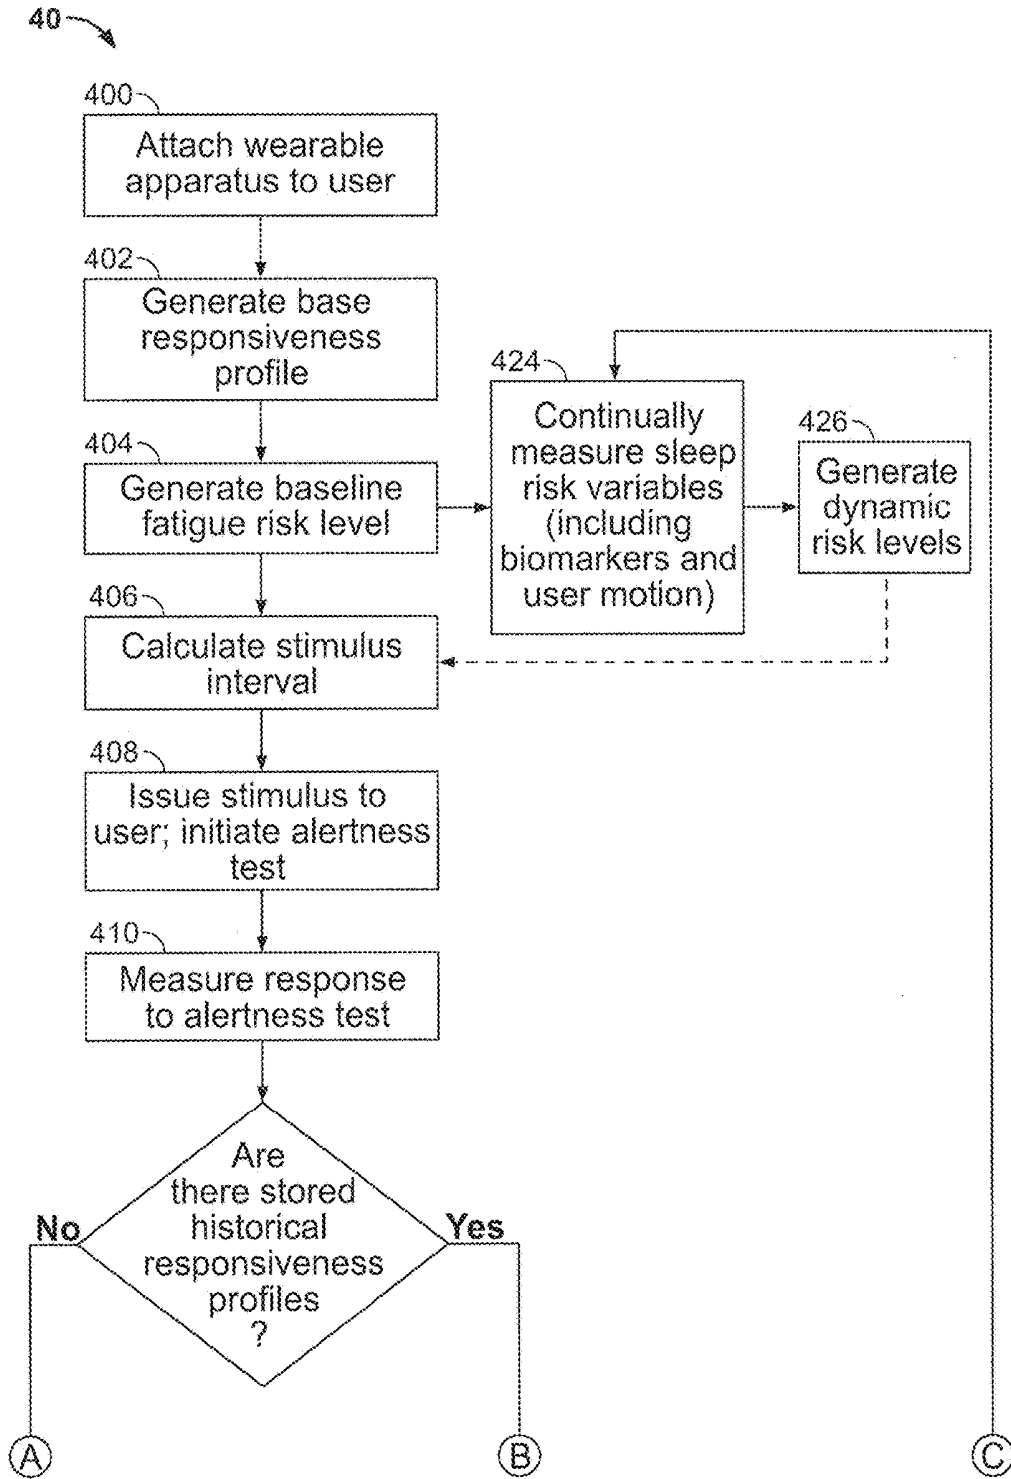 40
400
Attach wearable
apparatus to user
402
Generate base
responsiveness
profile
404
Generate baseline
fatigue risk level
424
Continually
measure sleep
risk variables
(including
biomarkers and
user motion)
426
Generate
dynamic
risk levels
406
Calculate stimulus
interval
408
Issue stimulus to
user; initiate alertness
test
410
Measure response
to alertness test
Are
there stored
historical
responsiveness
profiles
?
No
Yes
A
B
C